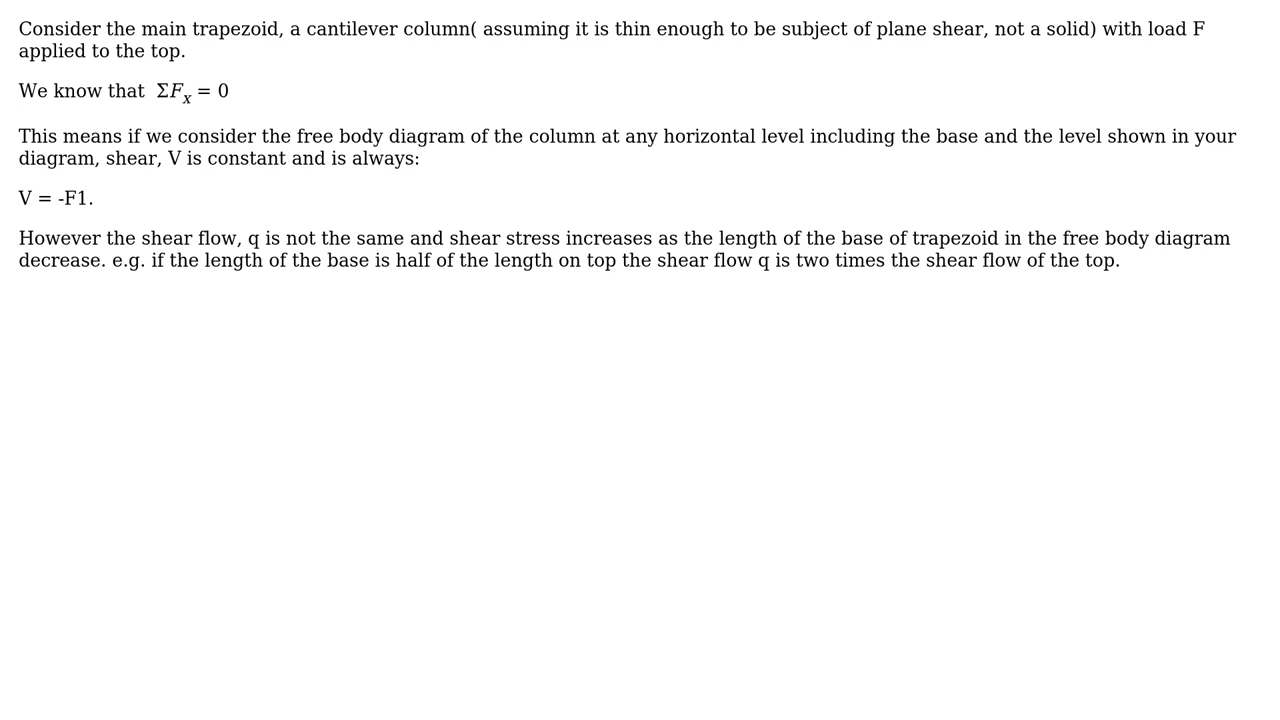 Consider the main trapezoid, a cantilever column( assuming it is thin enough to be subject of plane shear, not a solid) with load F
applied to the top.
We know that ΣFₓ = 0
This means if we consider the free body diagram of the column at any horizontal level including the base and the level shown in your
diagram, shear, V is constant and is always:
V = -F1.
However the shear flow, q is not the same and shear stress increases as the length of the base of trapezoid in the free body diagram
decrease. e.g. if the length of the base is half of the length on top the shear flow q is two times the shear flow of the top.